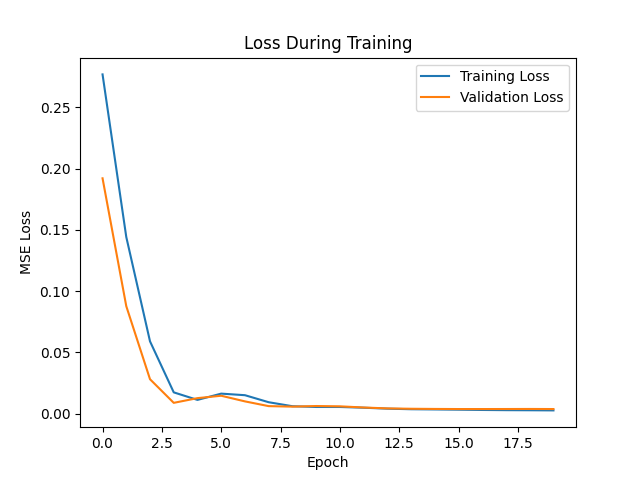 Loss During Training
Training Loss
Validation Loss
MSE Loss
0.25
0.20
0.15
0.10
0.05
0.00
0.0 2.5 5.0 7.5 10.0 12.5 15.0 17.5
Epoch